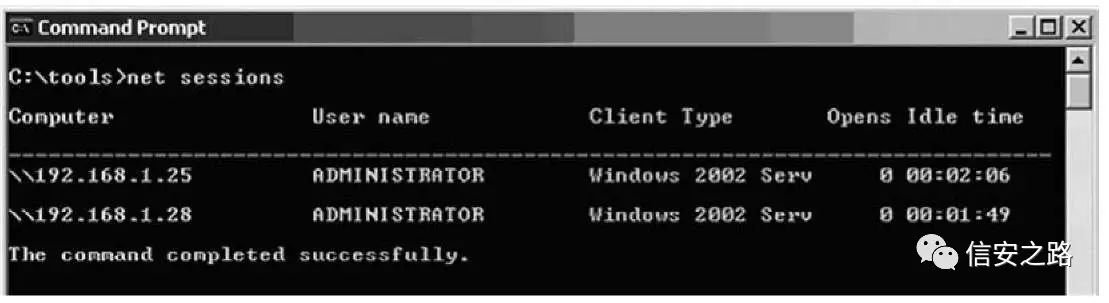 Command Prompt
C:\tools>net sessions
Computer User name Client Type Opens Idle time
-------------------------------------------------------------------------------
\\192.168.1.25 ADMINISTRATOR Windows 2002 Serv 0 00:02:06
\\192.168.1.28 ADMINISTRATOR Windows 2002 Serv 0 00:01:49
The command completed successfully.
信安之路